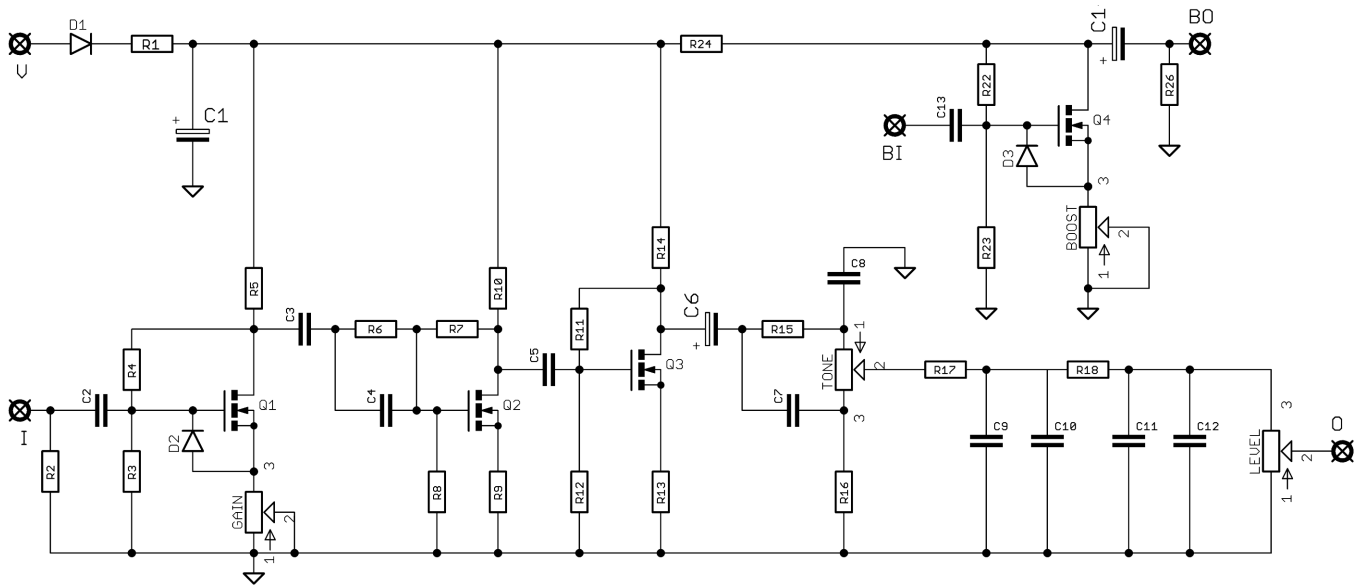 D1
V
R1
C1
R24
C1
BO
R22
R26
C13
BI
Q4
D3
3
BOOST
2
1
R23
R5
R10
R14
C8
C3
R6
R7
R11
C6
R15
1
R4
C5
Q3
TONE
2
R17
R18
C2
C4
Q1
Q2
C7
3
I
D2
R2
R3
3
GAIN
2
1
R8
R9
R12
R13
R16
C9
C10
C11
C12
3
LEVEL
2
1
O